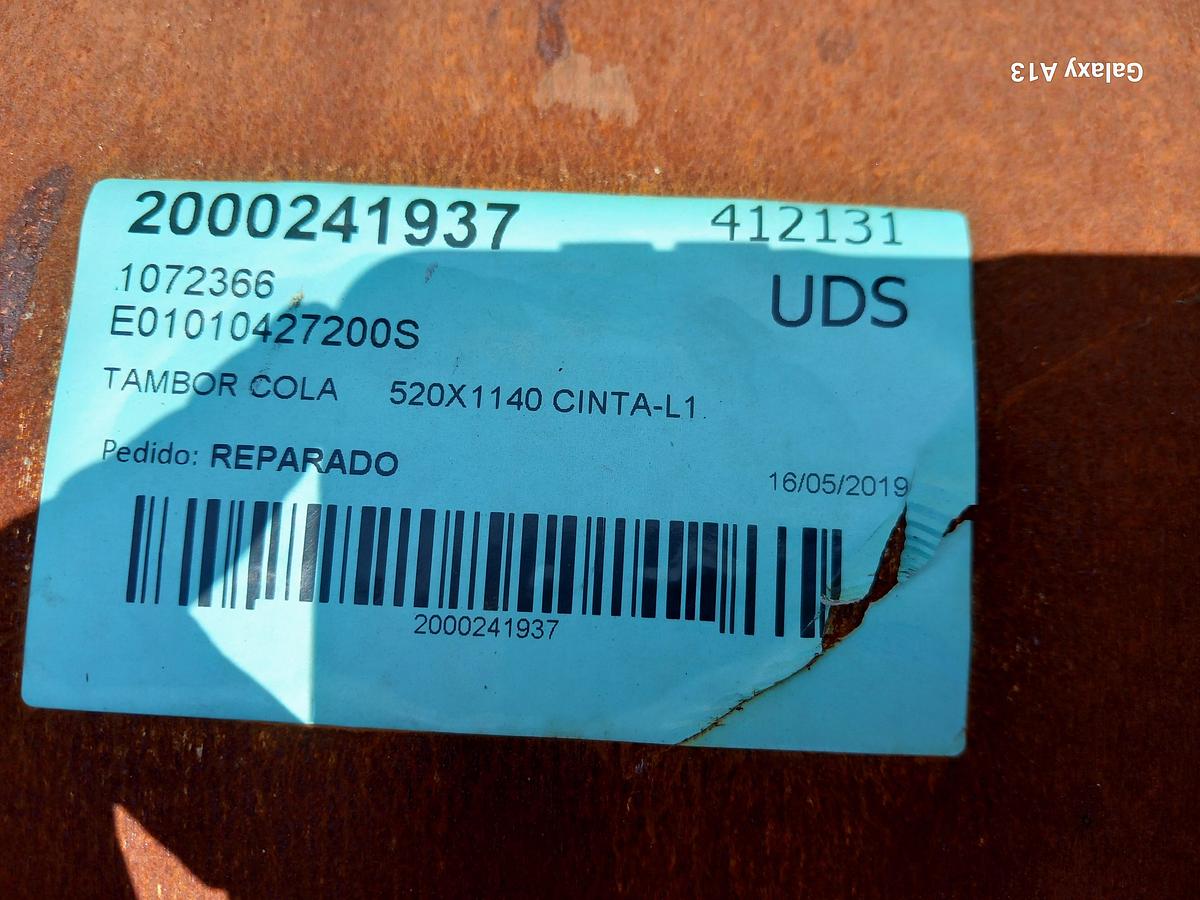 Galaxy A13
2000241937 412131
1072366
UDS
E01010427200S
TAMBOR COLA 520X1140 CINTA-L1
Pedido: REPARADO
16/05/2019
2000241937